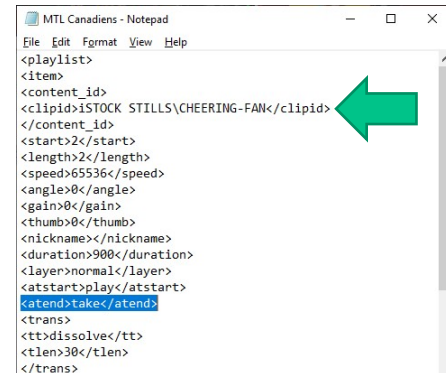 MTL Canadiens - Notepad
File Edit Format View Help
<playlist>
<item>
<content_id>
<clipid>iSTOCK STILLS\CHEERING-FAN</clipid>
</content_id>
<start>2</start>
<length>2</length>
<speed>65536</speed>
<angle>0</angle>
<gain>0</gain>
<thumb>0</thumb>
<nickname></nickname>
<duration>900</duration>
<layer>normal</layer>
<atstart>play</atstart>
<atend>take</atend>
<trans>
<tt>dissolve</tt>
<tlen>30</tlen>
</trans>